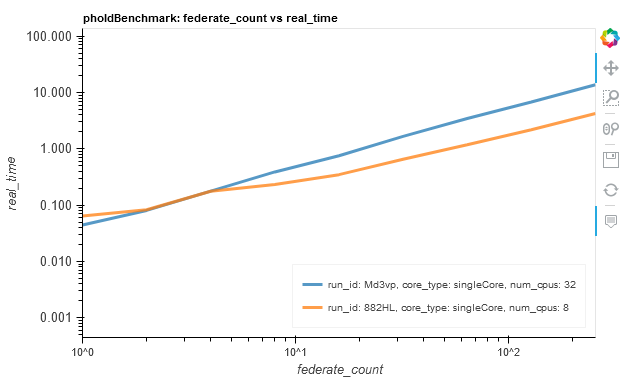 pholdBenchmark: federate_count vs real_time
100.000
10.000
1.000
0.100
0.010
0.001
real_time
run_id: Md3vp, core_type: singleCore, num_cpus: 32
run_id: 882HL, core_type: singleCore, num_cpus: 8
10^0
10^1
10^2
federate_count